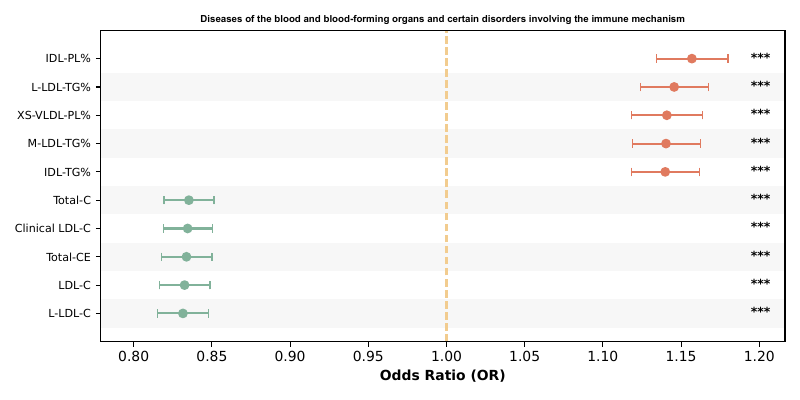 Diseases of the blood and blood-forming organs and certain disorders involving the immune mechanism
IDL-PL% ***
L-LDL-TG% ***
XS-VLDL-PL% ***
M-LDL-TG% ***
IDL-TG% ***
Total-C ***
Clinical LDL-C ***
Total-CE ***
LDL-C ***
L-LDL-C ***
0.80 0.85 0.90 0.95 1.00 1.05 1.10 1.15 1.20
Odds Ratio (OR)